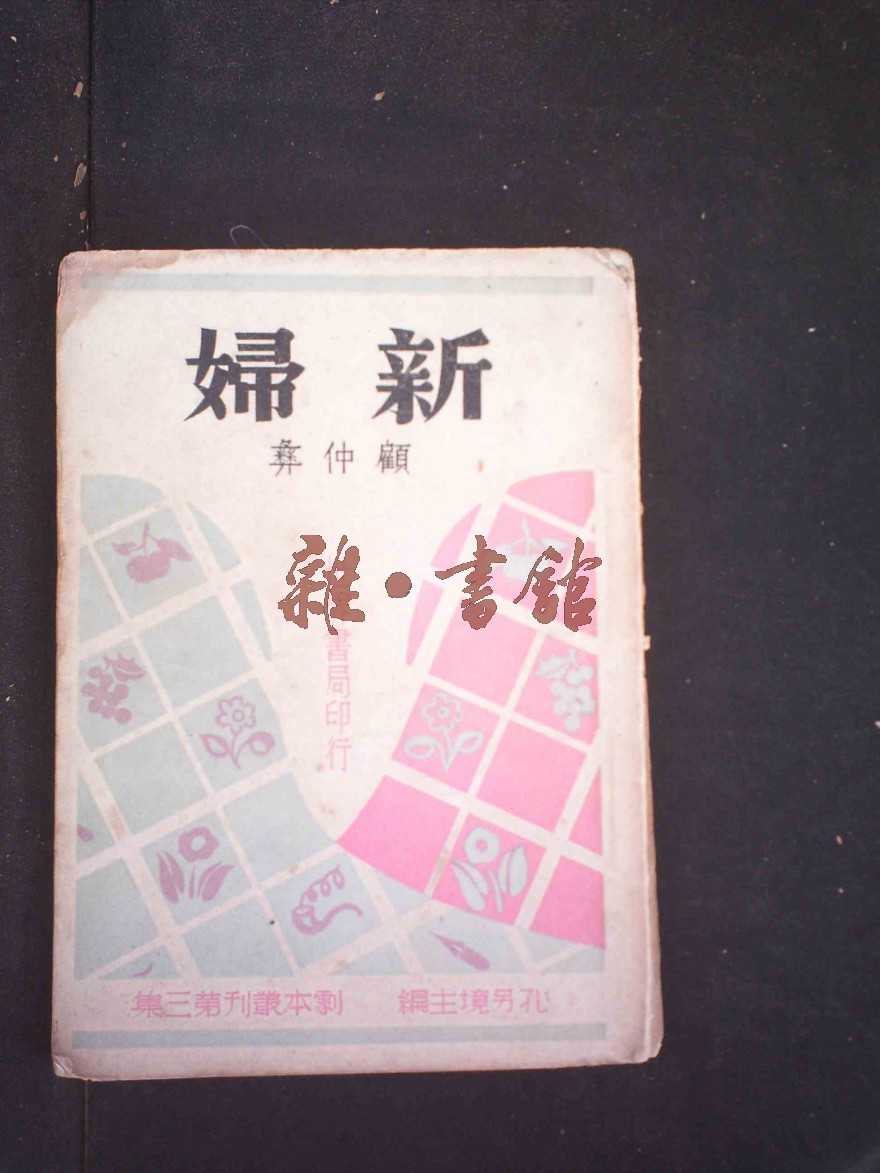 新婦
顧仲彝
雜•書館
書局印行
孔另境主編 劇本叢刊第三集